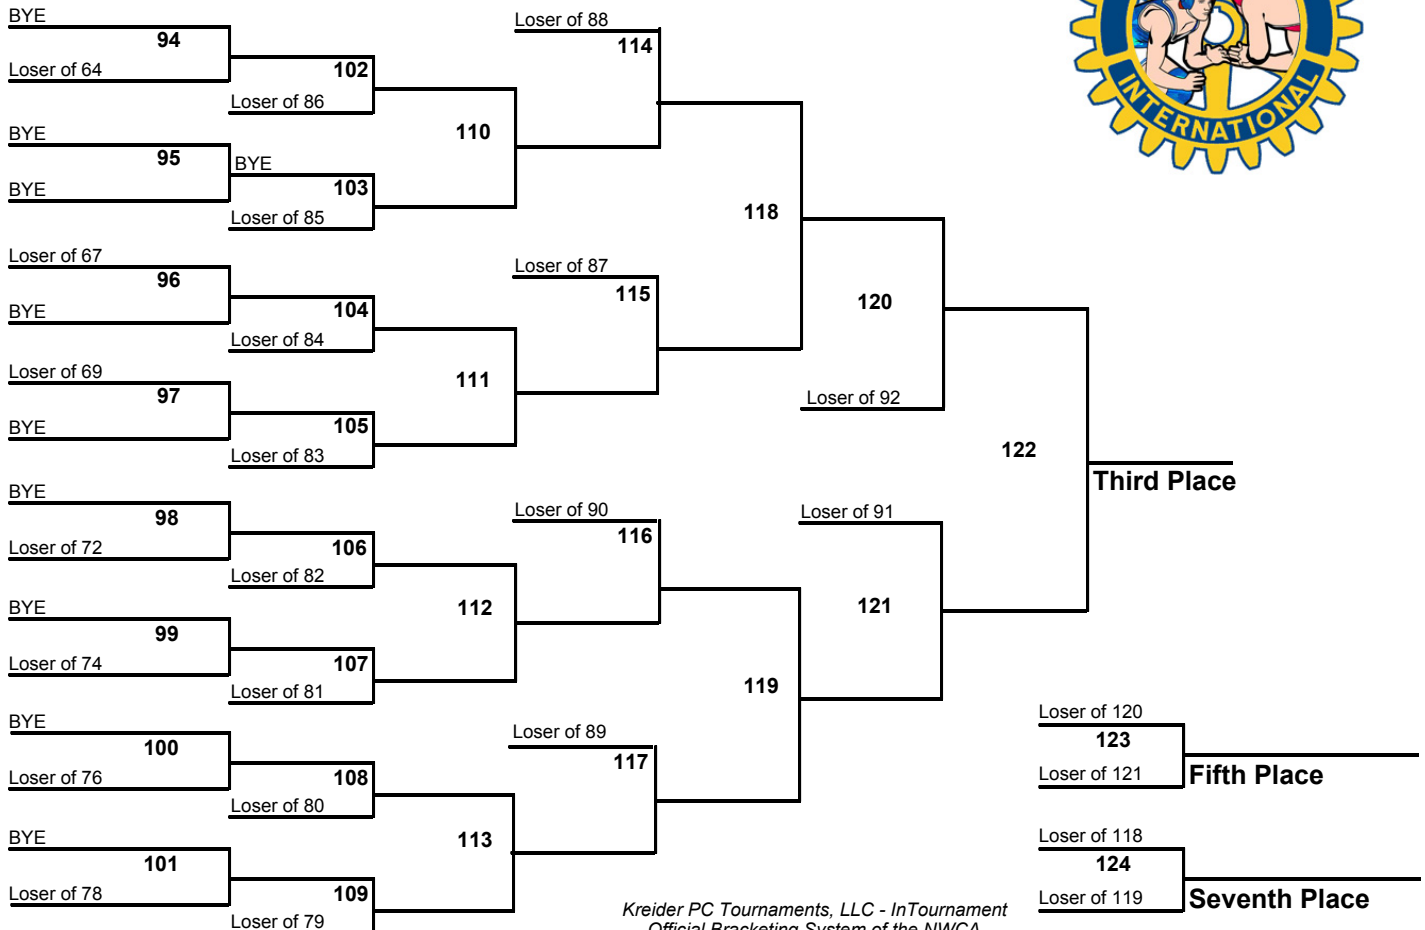 BYE
94
Loser of 64
102
Loser of 86
BYE
95
BYE
BYE
103
Loser of 85
110
Loser of 88
114
Loser of 67
96
BYE
104
Loser of 84
Loser of 69
97
BYE
105
Loser of 83
111
Loser of 87
115
118
120
Loser of 92
BYE
98
Loser of 72
106
Loser of 82
BYE
99
Loser of 74
107
Loser of 81
112
Loser of 90
116
Loser of 91
121
122
Third Place
BYE
100
Loser of 76
108
Loser of 80
BYE
101
Loser of 78
109
Loser of 79
113
Loser of 89
117
119
Loser of 120
123
Loser of 121
Fifth Place
Loser of 118
124
Loser of 119
Seventh Place
INTERNATIONAL
Kreider PC Tournaments, LLC - InTournament
Official Bracketing System of the NWCA